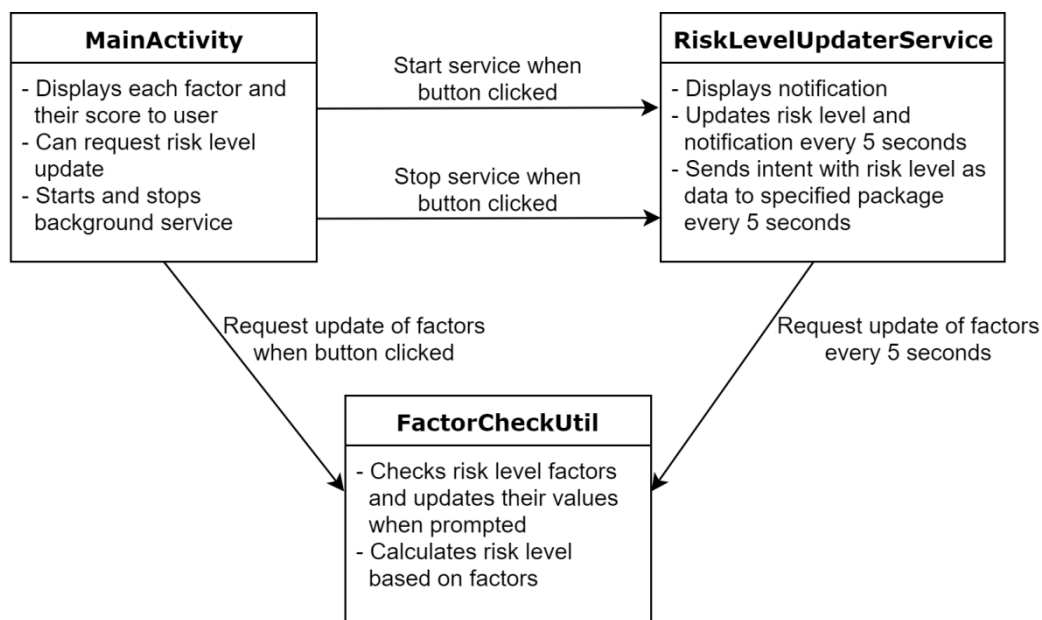 MainActivity
- Displays each factor and
their score to user
- Can request risk level
update
- Starts and stops
background service
Start service when
button clicked
Stop service when
button clicked
RiskLevelUpdaterService
- Displays notification
- Updates risk level and
notification every 5 seconds
- Sends intent with risk level as
data to specified package
every 5 seconds
Request update of factors
when button clicked
Request update of factors
every 5 seconds
FactorCheckUtil
- Checks risk level factors
and updates their values
when prompted
- Calculates risk level
based on factors